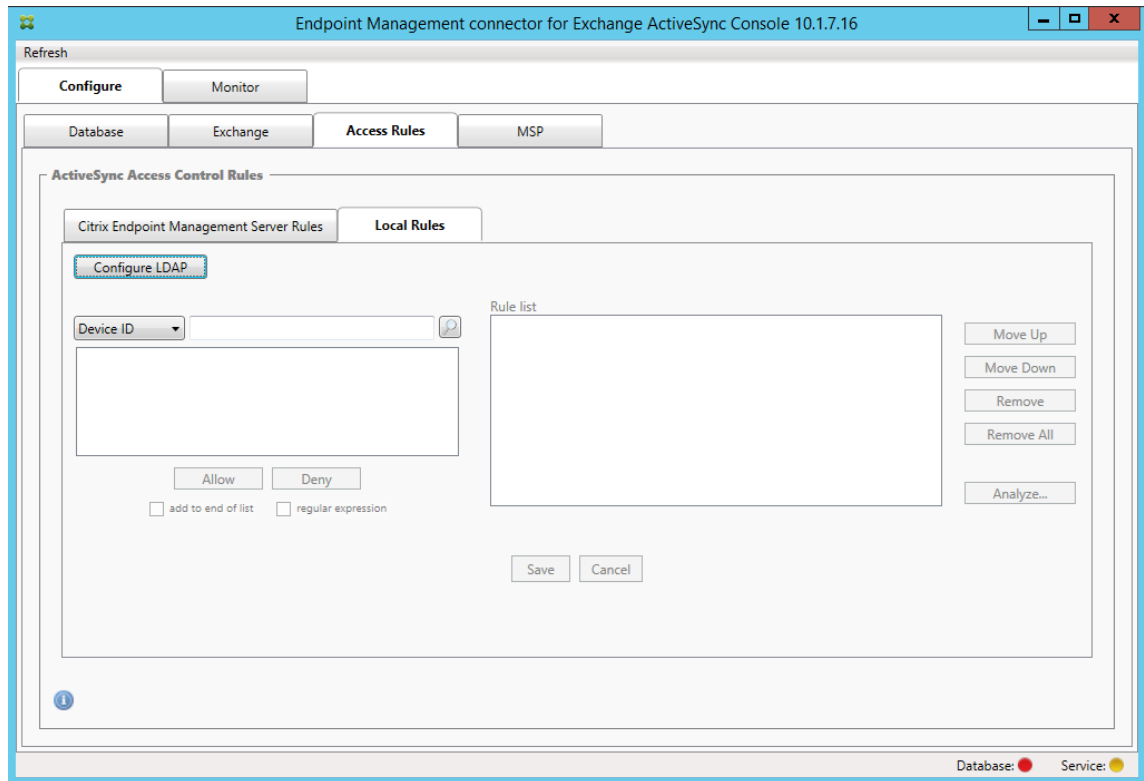 Endpoint Management connector for Exchange ActiveSync Console 10.1.7.16
Refresh
Configure
Monitor
Database
Exchange
Access Rules
MSP
ActiveSync Access Control Rules
Citrix Endpoint Management Server Rules
Local Rules
Configure LDAP
Rule list
Device ID
Move Up
Move Down
Remove
Remove All
Allow
Deny
Analyze...
add to end of list
regular expression
Save
Cancel
Database:
Service: